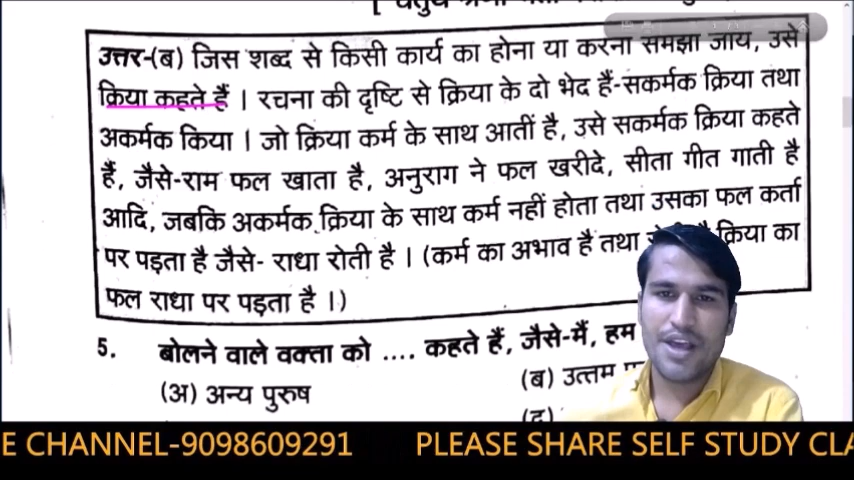 उत्तर-(ब) जिस शब्द से किसी कार्य का होना या करना समझा जाय, उसे
क्रिया कहते हैं । रचना की दृष्टि से क्रिया के दो भेद हैं-सकर्मक क्रिया तथा
अकर्मक किया । जो क्रिया कर्म के साथ आतीं है, उसे सकर्मक क्रिया कहते
हैं, जैसे-राम फल खाता है, अनुराग ने फल खरीदे, सीता गीत गाती है
आदि, जबकि अकर्मक क्रिया के साथ कर्म नहीं होता तथा उसका फल कर्ता
पर पड़ता है जैसे- राधा रोती है । (कर्म का अभाव है तथा क्रिया का
फल राधा पर पड़ता है ।)
5. बोलने वाले वक्ता को .... कहते हैं, जैसे-मैं, हम
(अ) अन्य पुरुष (ब) उत्तम
(द)
E CHANNEL-9098609291 PLEASE SHARE SELF STUDY CLA